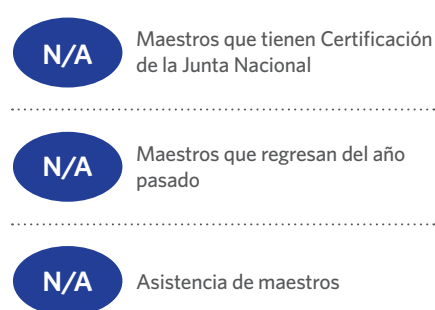 N/A
Maestros que tienen Certificación
de la Junta Nacional
N/A
Maestros que regresan del año
pasado
N/A
Asistencia de maestros